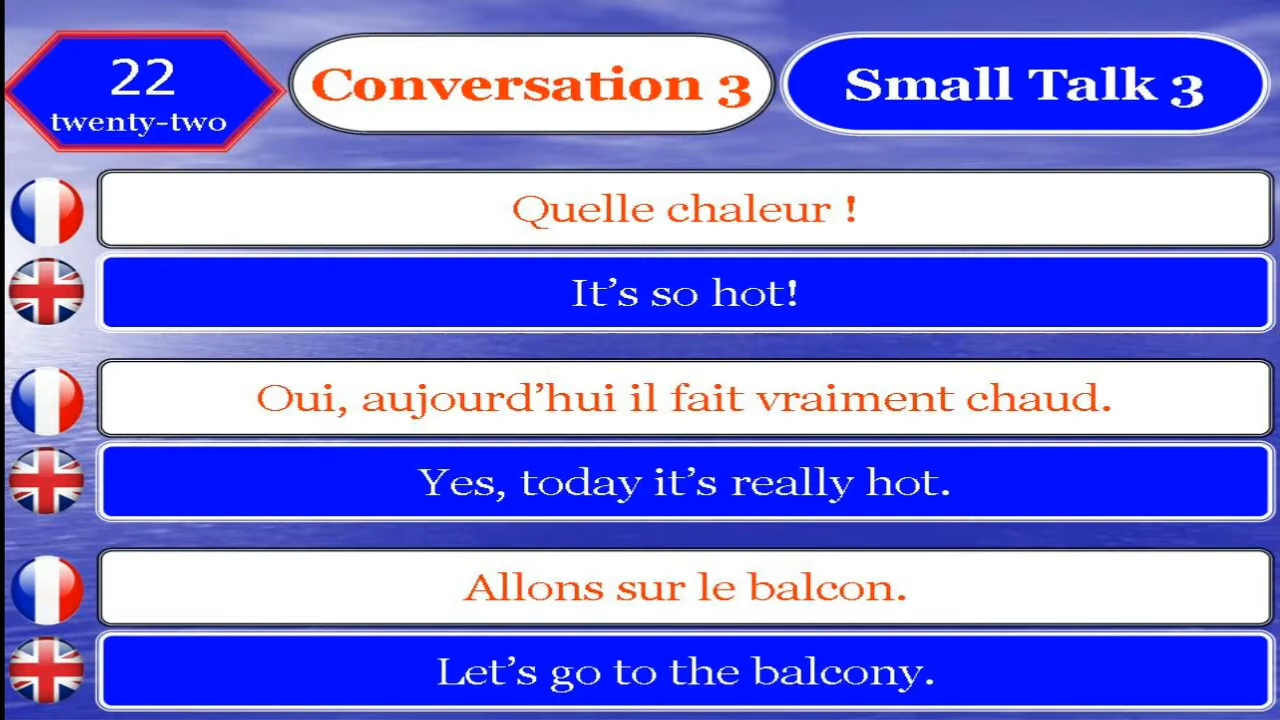 22
twenty-two
Conversation 3
Small Talk 3
Quelle chaleur !
It’s so hot!
Oui, aujourd’hui il fait vraiment chaud.
Yes, today it’s really hot.
Allons sur le balcon.
Let’s go to the balcony.